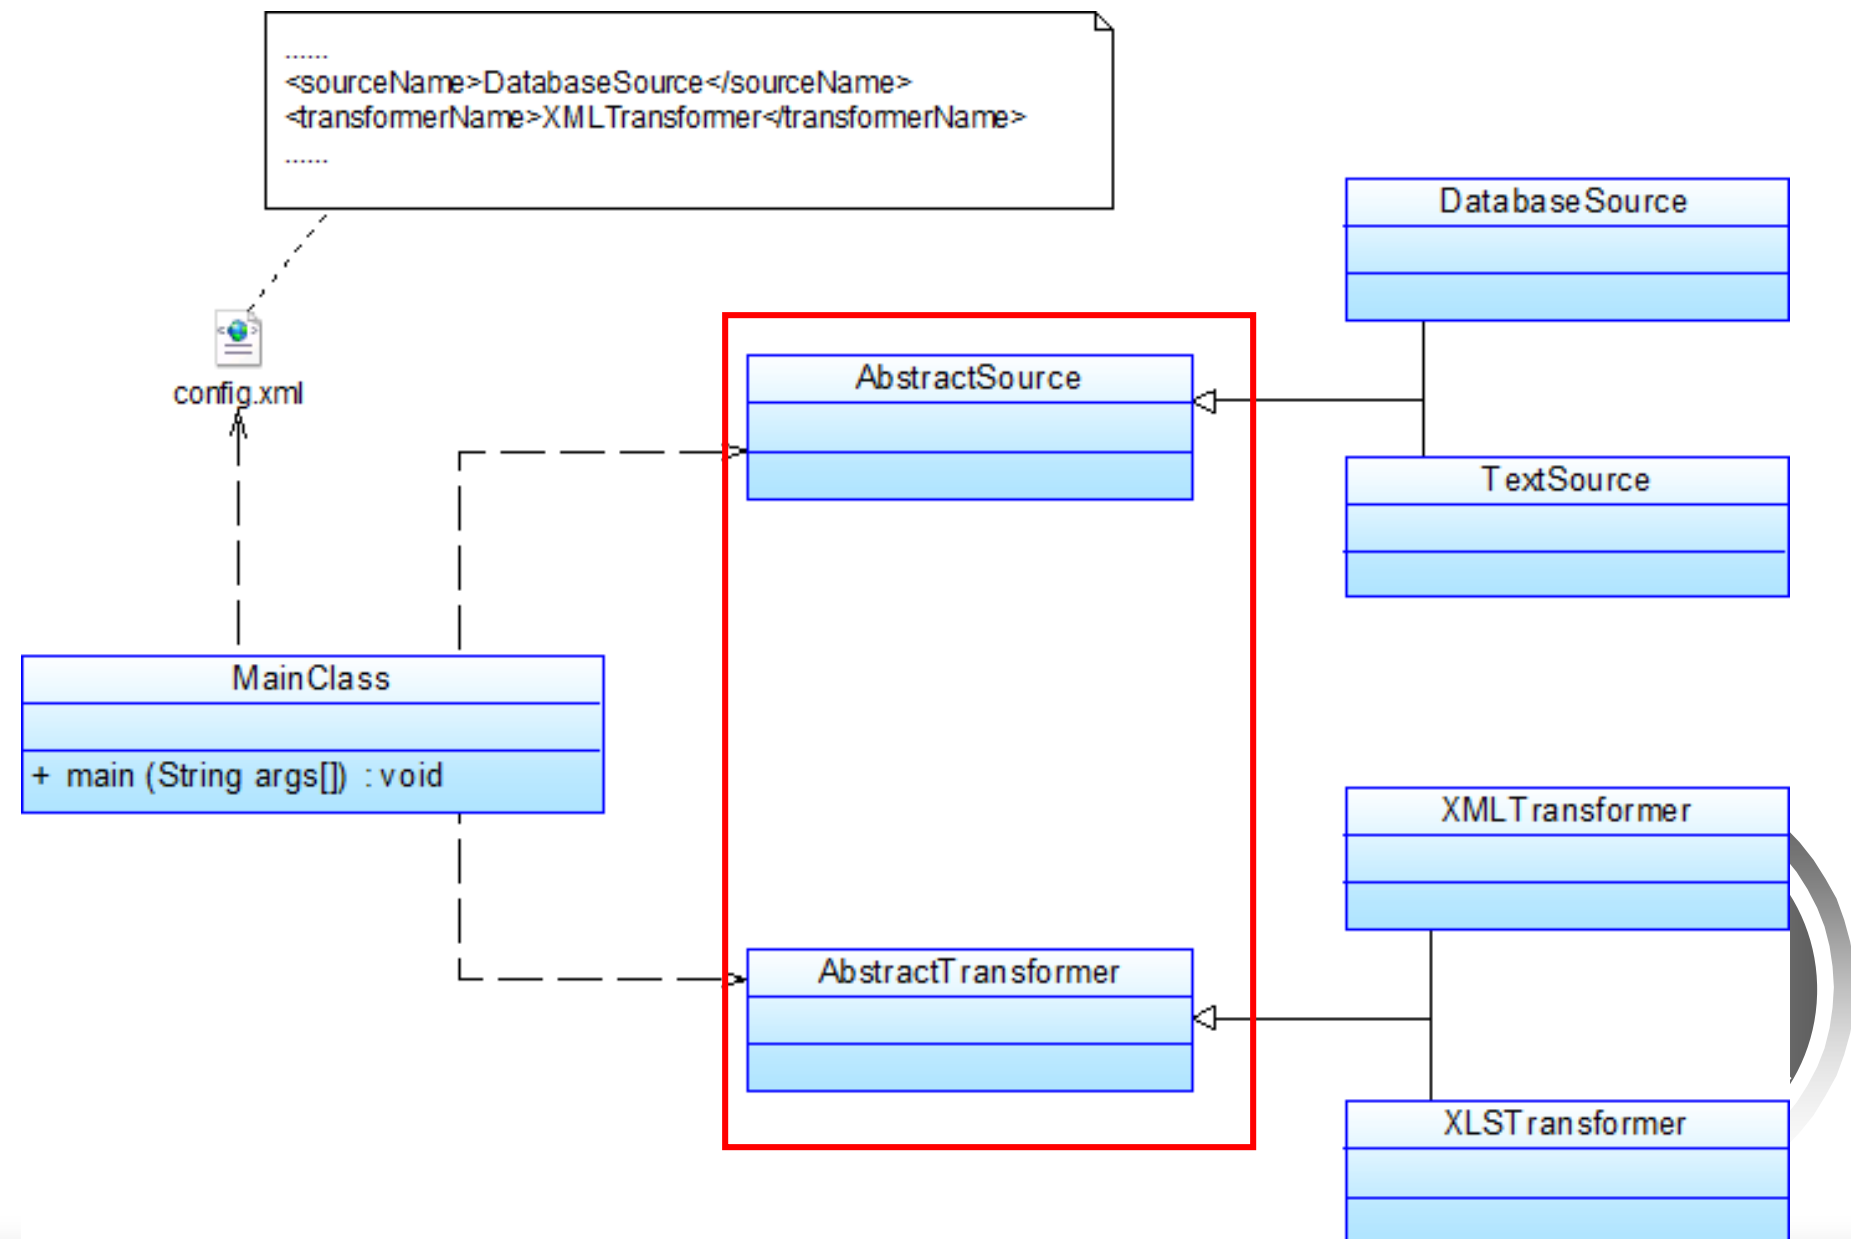 ......
<sourceName>DatabaseSource</sourceName>
<transformerName>XMLTransformer</transformerName>
......
config.xml
DatabaseSource
AbstractSource
TextSource
MainClass
+ main (String args[]) : void
XMLTransformer
AbstractTransformer
XLSTransformer